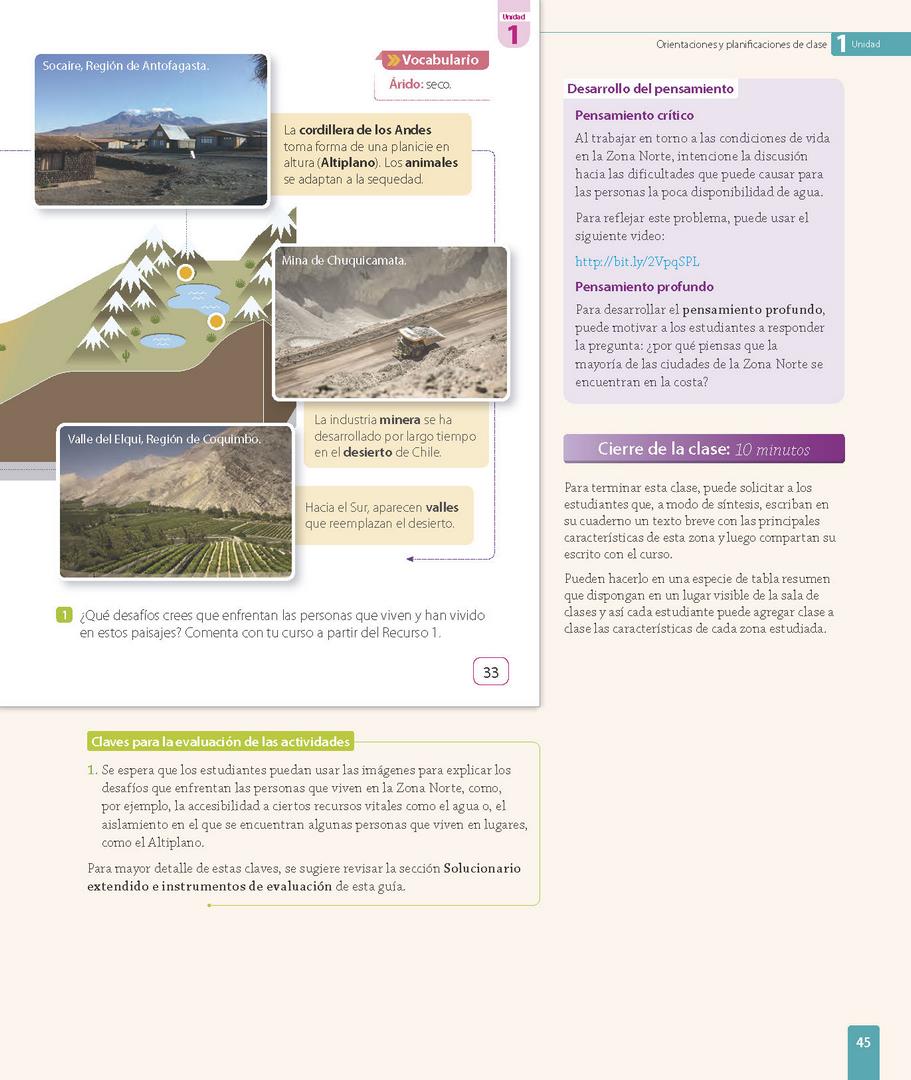 Unidad
1
Socaire, Región de Antofagasta.
Vocabulario
Árido: seco.
La cordillera de los Andes
toma forma de una planicie en
altura (Altiplano). Los animales
se adaptan a la sequedad.
Mina de Chuquicamata.
La industria minera se ha
desarrollado por largo tiempo
en el desierto de Chile.
Valle del Elqui, Región de Coquimbo.
Hacia el Sur, aparecen valles
que reemplazan el desierto.
1 ¿Qué desafíos crees que enfrentan las personas que viven y han vivido
en estos paisajes? Comenta con tu curso a partir del Recurso 1.
33
Claves para la evaluación de las actividades
1. Se espera que los estudiantes puedan usar las imágenes para explicar los
desafíos que enfrentan las personas que viven en la Zona Norte, como,
por ejemplo, la accesibilidad a ciertos recursos vitales como el agua o, el
aislamiento en el que se encuentran algunas personas que viven en lugares,
como el Altiplano.
Para mayor detalle de estas claves, se sugiere revisar la sección Solucionario
extendido e instrumentos de evaluación de esta guía.
Orientaciones y planificaciones de clase 1 Unidad
Desarrollo del pensamiento
Pensamiento crítico
Al trabajar en torno a las condiciones de vida
en la Zona Norte, intencione la discusión
hacia las dificultades que puede causar para
las personas la poca disponibilidad de agua.
Para reflejar este problema, puede usar el
siguiente video:
http://bit.ly/2VpqSPL
Pensamiento profundo
Para desarrollar el pensamiento profundo,
puede motivar a los estudiantes a responder
la pregunta: ¿por qué piensas que la
mayoría de las ciudades de la Zona Norte se
encuentran en la costa?
Cierre de la clase: 10 minutos
Para terminar esta clase, puede solicitar a los
estudiantes que, a modo de síntesis, escriban en
su cuaderno un texto breve con las principales
características de esta zona y luego compartan su
escrito con el curso.
Pueden hacerlo en una especie de tabla resumen
que dispongan en un lugar visible de la sala de
clases y así cada estudiante puede agregar clase a
clase las características de cada zona estudiada.
45